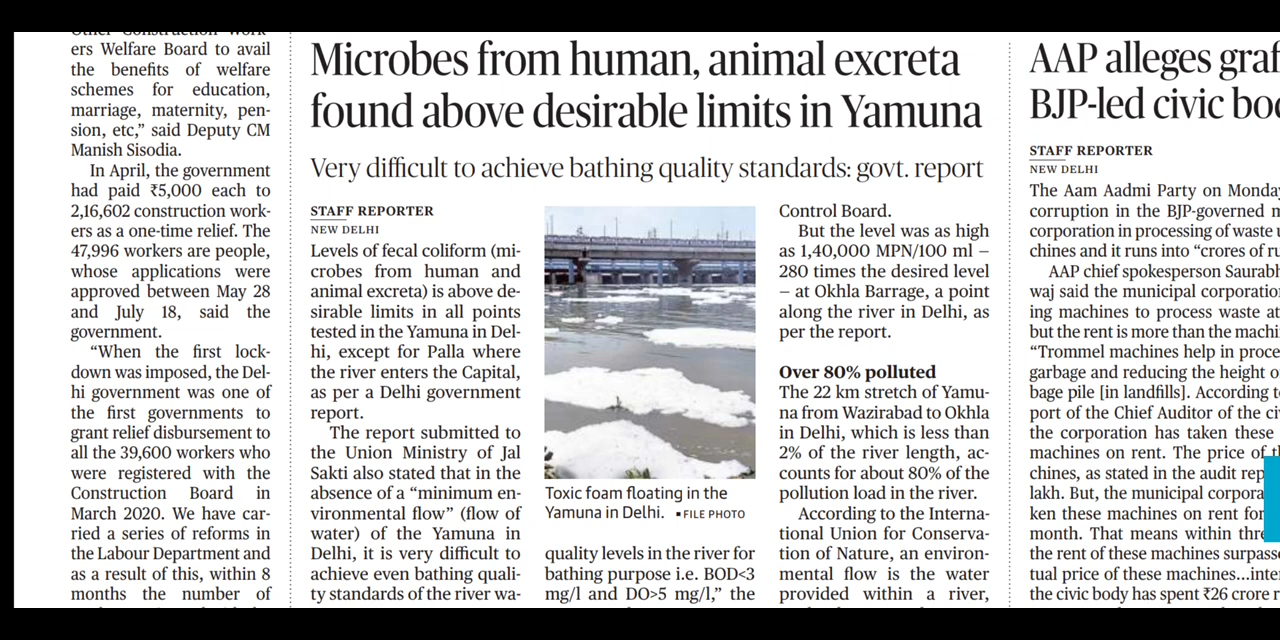 ers Welfare Board to avail
the benefits of welfare
schemes for education,
marriage, maternity, pen-
sion, etc,” said Deputy CM
Manish Sisodia.
In April, the government
had paid ₹5,000 each to
2,16,602 construction work-
ers as a one-time relief. The
47,996 workers are people,
whose applications were
approved between May 28
and July 18, said the
government.
“When the first lock-
down was imposed, the Del-
hi government was one of
the first governments to
grant relief disbursement to
all the 39,600 workers who
were registered with the
Construction Board in
March 2020. We have car-
ried a series of reforms in
the Labour Department and
as a result of this, within 8
months the number of
Microbes from human, animal excreta
found above desirable limits in Yamuna
Very difficult to achieve bathing quality standards: govt. report
STAFF REPORTER
NEW DELHI
Levels of fecal coliform (mi-
crobes from human and
animal excreta) is above de-
sirable limits in all points
tested in the Yamuna in Del-
hi, except for Palla where
the river enters the Capital,
as per a Delhi government
report.
The report submitted to
the Union Ministry of Jal
Sakti also stated that in the
absence of a “minimum en-
vironmental flow” (flow of
water) of the Yamuna in
Delhi, it is very difficult to
achieve even bathing quali-
ty standards of the river wa-
Toxic foam floating in the
Yamuna in Delhi. ▪FILE PHOTO
quality levels in the river for
bathing purpose i.e. BOD<3
mg/l and DO>5 mg/l,” the
Control Board.
But the level was as high
as 1,40,000 MPN/100 ml –
280 times the desired level
– at Okhla Barrage, a point
along the river in Delhi, as
per the report.
Over 80% polluted
The 22 km stretch of Yamu-
na from Wazirabad to Okhla
in Delhi, which is less than
2% of the river length, ac-
counts for about 80% of the
pollution load in the river.
According to the Interna-
tional Union for Conserva-
tion of Nature, an environ-
mental flow is the water
provided within a river,
AAP alleges graf
BJP-led civic bo
STAFF REPORTER
NEW DELHI
The Aam Aadmi Party on Monday
corruption in the BJP-governed m
corporation in processing of waste
chines and it runs into “crores of ru
AAP chief spokesperson Saurabh
waj said the municipal corporation
ing machines to process waste at
but the rent is more than the machi
“Trommel machines help in proce
garbage and reducing the height o
bage pile [in landfills]. According to
port of the Chief Auditor of the ci
the corporation has taken these
machines on rent. The price of
chines, as stated in the audit rep
lakh. But, the municipal corpora
ken these machines on rent for
month. That means within thre
the rent of these machines surpass
tual price of these machines...inter
the civic body has spent ₹26 crore